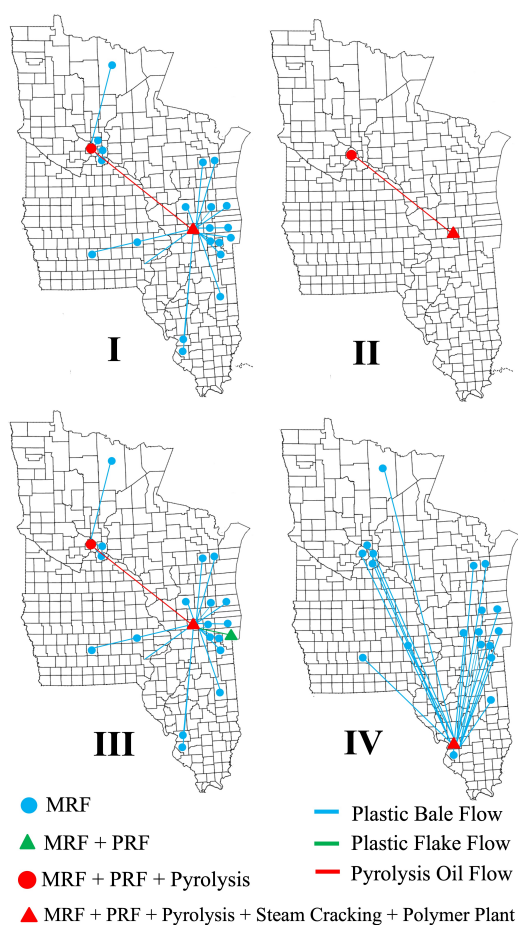 I
II
III
IV
MRF
MRF + PRF
MRF + PRF + Pyrolysis
MRF + PRF + Pyrolysis + Steam Cracking + Polymer Plant
Plastic Bale Flow
Plastic Flake Flow
Pyrolysis Oil Flow